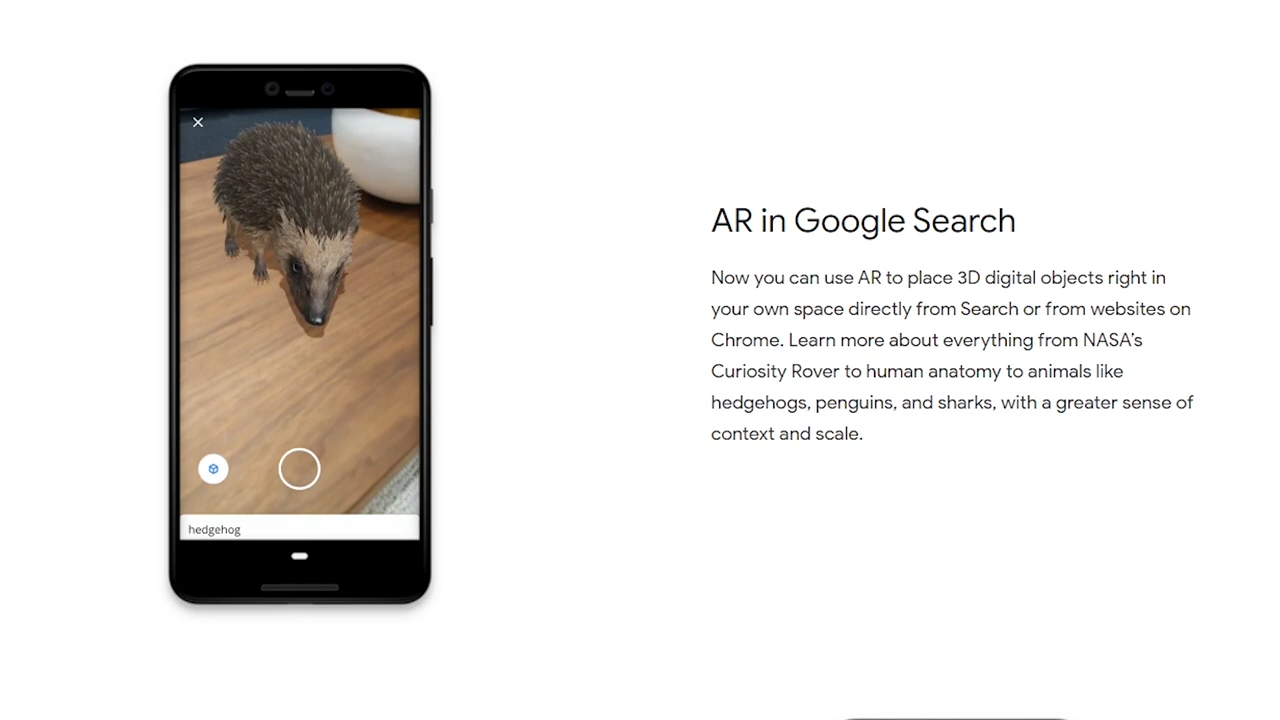 AR in Google Search
Now you can use AR to place 3D digital objects right in
your own space directly from Search or from websites on
Chrome. Learn more about everything from NASA’s
Curiosity Rover to human anatomy to animals like
hedgehogs, penguins, and sharks, with a greater sense of
context and scale.
hedgehog